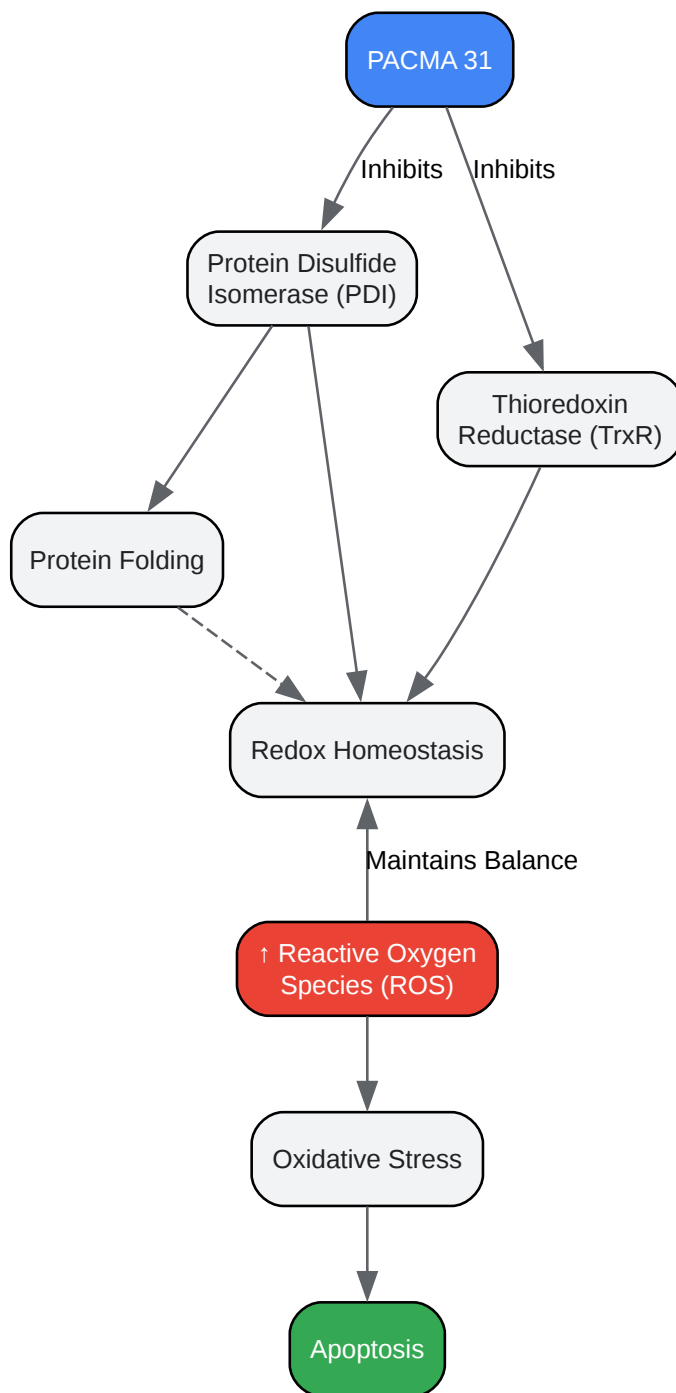 PACMA 31
Inhibits
Inhibits
Protein Disulfide
Isomerase (PDI)
Thioredoxin
Reductase (TrxR)
Protein Folding
Redox Homeostasis
Maintains Balance
↑ Reactive Oxygen
Species (ROS)
Oxidative Stress
Apoptosis